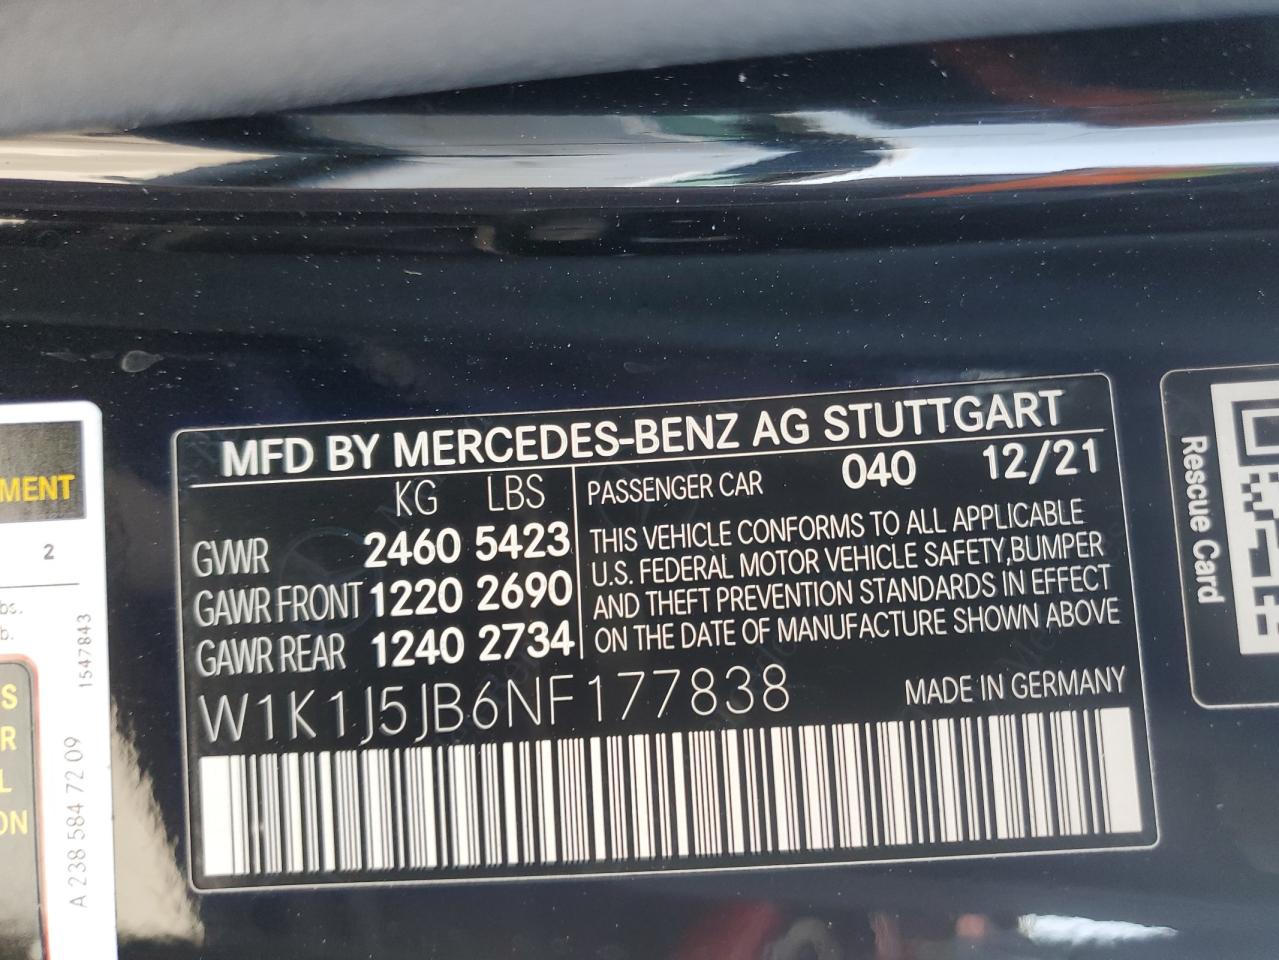 MFD BY MERCEDES-BENZ AG STUTTGART
KG LBS
GVWR 2460 5423
GAWR FRONT 1220 2690
GAWR REAR 1240 2734
PASSENGER CAR 040 12/21
THIS VEHICLE CONFORMS TO ALL APPLICABLE
U.S. FEDERAL MOTOR VEHICLE SAFETY,BUMPER
AND THEFT PREVENTION STANDARDS IN EFFECT
ON THE DATE OF MANUFACTURE SHOWN ABOVE
W1K1J5JB6NF177838 MADE IN GERMANY
Rescue Card
MENT
2
bs.
b.
1547843
A 238 584 72 09
S
R
L
ON